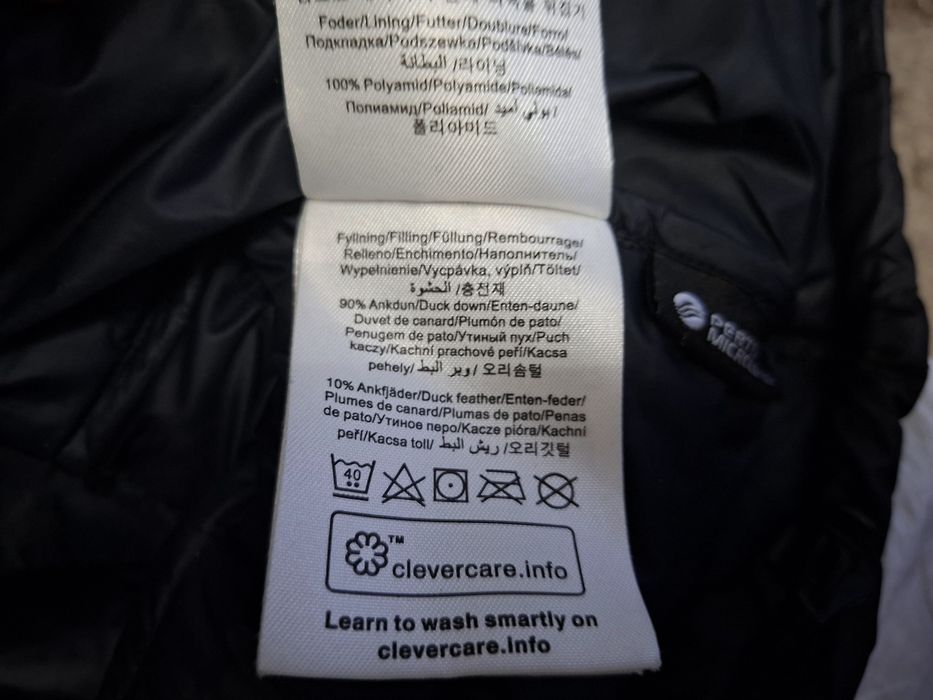 Foder/Lining/Futter/Doublure/Forro/
Подкладка/Podszewka/Podšívka/Bélés/
البطانة /라이닝
100% Polyamid/Polyamide/Poliamida/
Полиамид/Poliamid/ بولي أميد /
폴리아미드
Fyllning/Filling/Füllung/Rembourrage/
Relleno/Enchimento/Наполнитель/
Wypełnienie/Vycpávka, výplň/Töltet/
الحشوة /충전재
90% Ankdun/Duck down/Enten-daune/
Duvet de canard/Plumón de pato/
Penugem de pato/Утиный пух/Puch
kaczy/Kachní prachové peří/Kacsa
pehely/ وبر البط / 오리솜털
10% Ankfjäder/Duck feather/Enten-feder/
Plumes de canard/Plumas de pato/Penas
de pato/Утиное перо/Kacze pióra/Kachní
peří/Kacsa toll/ ريش البط /오리깃털
40
TM
clevercare.info
Learn to wash smartly on
clevercare.info